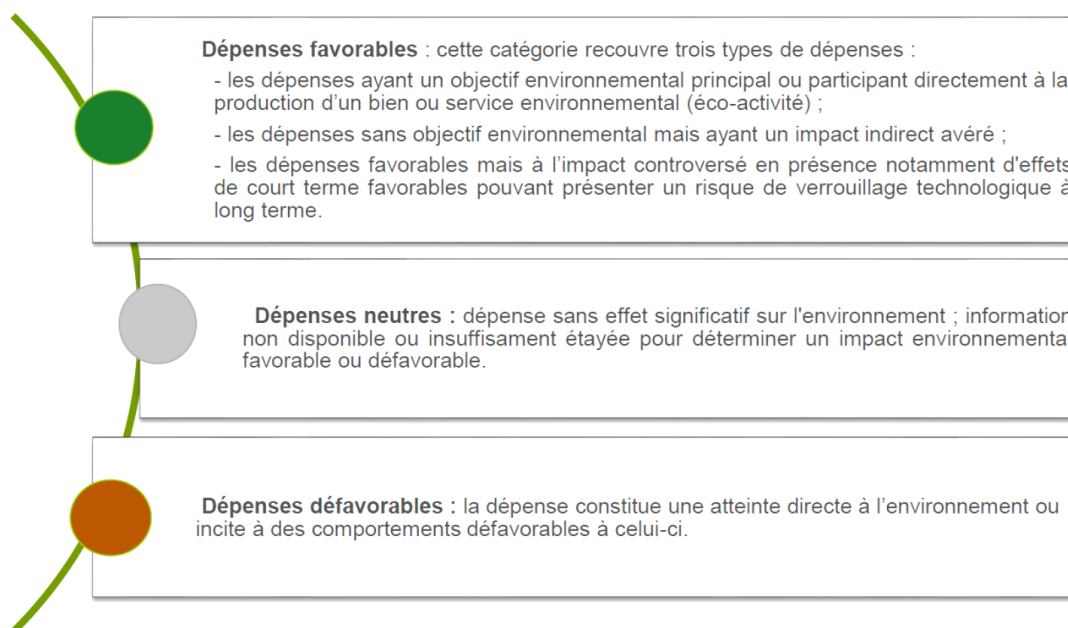 Dépenses favorables : cette catégorie recouvre trois types de dépenses :
- les dépenses ayant un objectif environnemental principal ou participant directement à la
production d’un bien ou service environnemental (éco-activité) ;
- les dépenses sans objectif environnemental mais ayant un impact indirect avéré ;
- les dépenses favorables mais à l’impact controversé en présence notamment d'effets
de court terme favorables pouvant présenter un risque de verrouillage technologique à
long terme.
Dépenses neutres : dépense sans effet significatif sur l'environnement ; information
non disponible ou insuffisament étayée pour déterminer un impact environnementa
favorable ou défavorable.
Dépenses défavorables : la dépense constitue une atteinte directe à l’environnement ou
incite à des comportements défavorables à celui-ci.